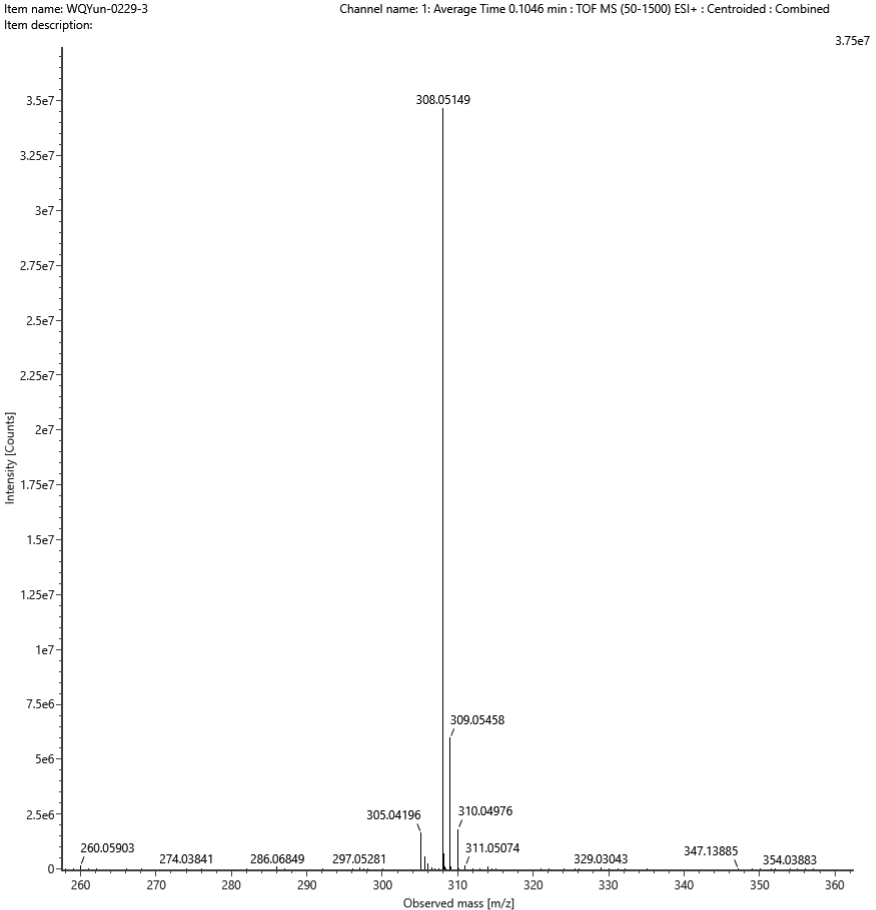 Item name: WQYun-0229-3 Channel name: 1: Average Time 0.1046 min : TOF MS (50-1500) ESI+ : Centroided : Combined
Item description:
3.75e7
308.05149
3.5e7
3.25e7
3e7
2.75e7
2.5e7
2.25e7
2e7
1.75e7
1.5e7
1.25e7
1e7
7.5e6
5e6
2.5e6
0
Intensity [Counts]
309.05458
305.04196
310.04976
260.05903
274.03841
286.06849
297.05281
311.05074
329.03043
347.13885
354.03883
260 270 280 290 300 310 320 330 340 350 360
Observed mass [m/z]